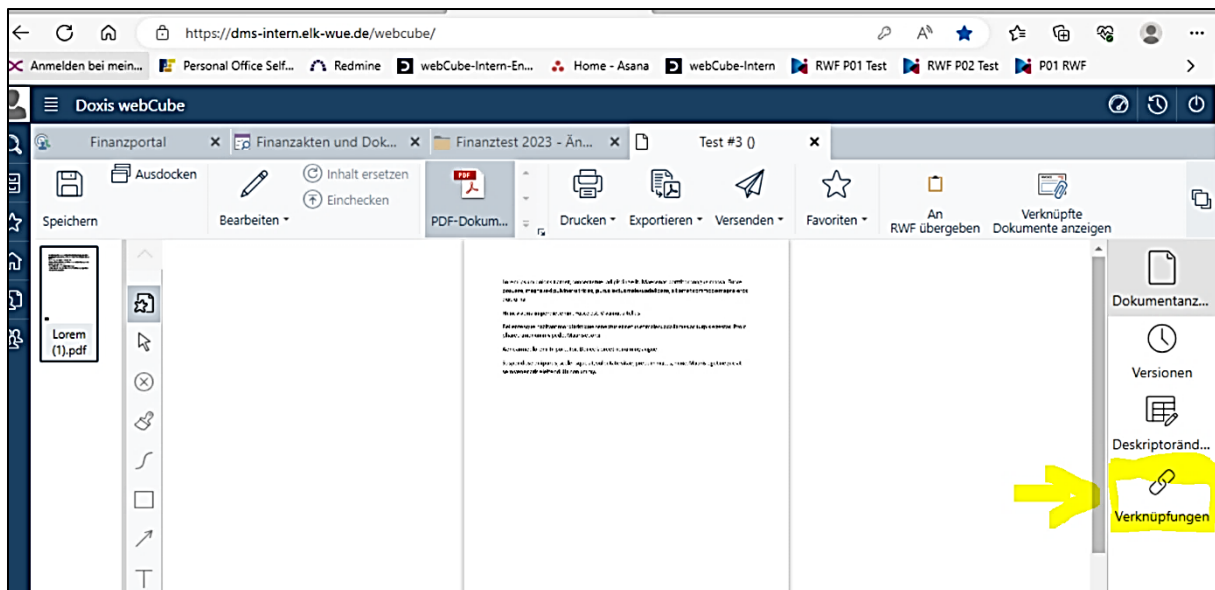 https://dms-intern.elk-wue.de/webcube/
Anmelden bei mein...
Personal Office Self...
Redmine
webCube-Intern-En...
Home - Asana
webCube-Intern
RWF P01 Test
RWF P02 Test
P01 RWF
Doxis webCube
Finanzportal
Finanzakten und Dok...
Finanztest 2023 - Än...
Test #3 ()
Speichern
Ausdocken
Bearbeiten
Inhalt ersetzen
Einchecken
PDF
PDF-Dokum...
Drucken
Exportieren
Versenden
Favoriten
An
RWF übergeben
Verknüpfte
Dokumente anzeigen
Lorem
(1).pdf
Dokumentanz...
Versionen
Deskriptoränd...
Verknüpfungen